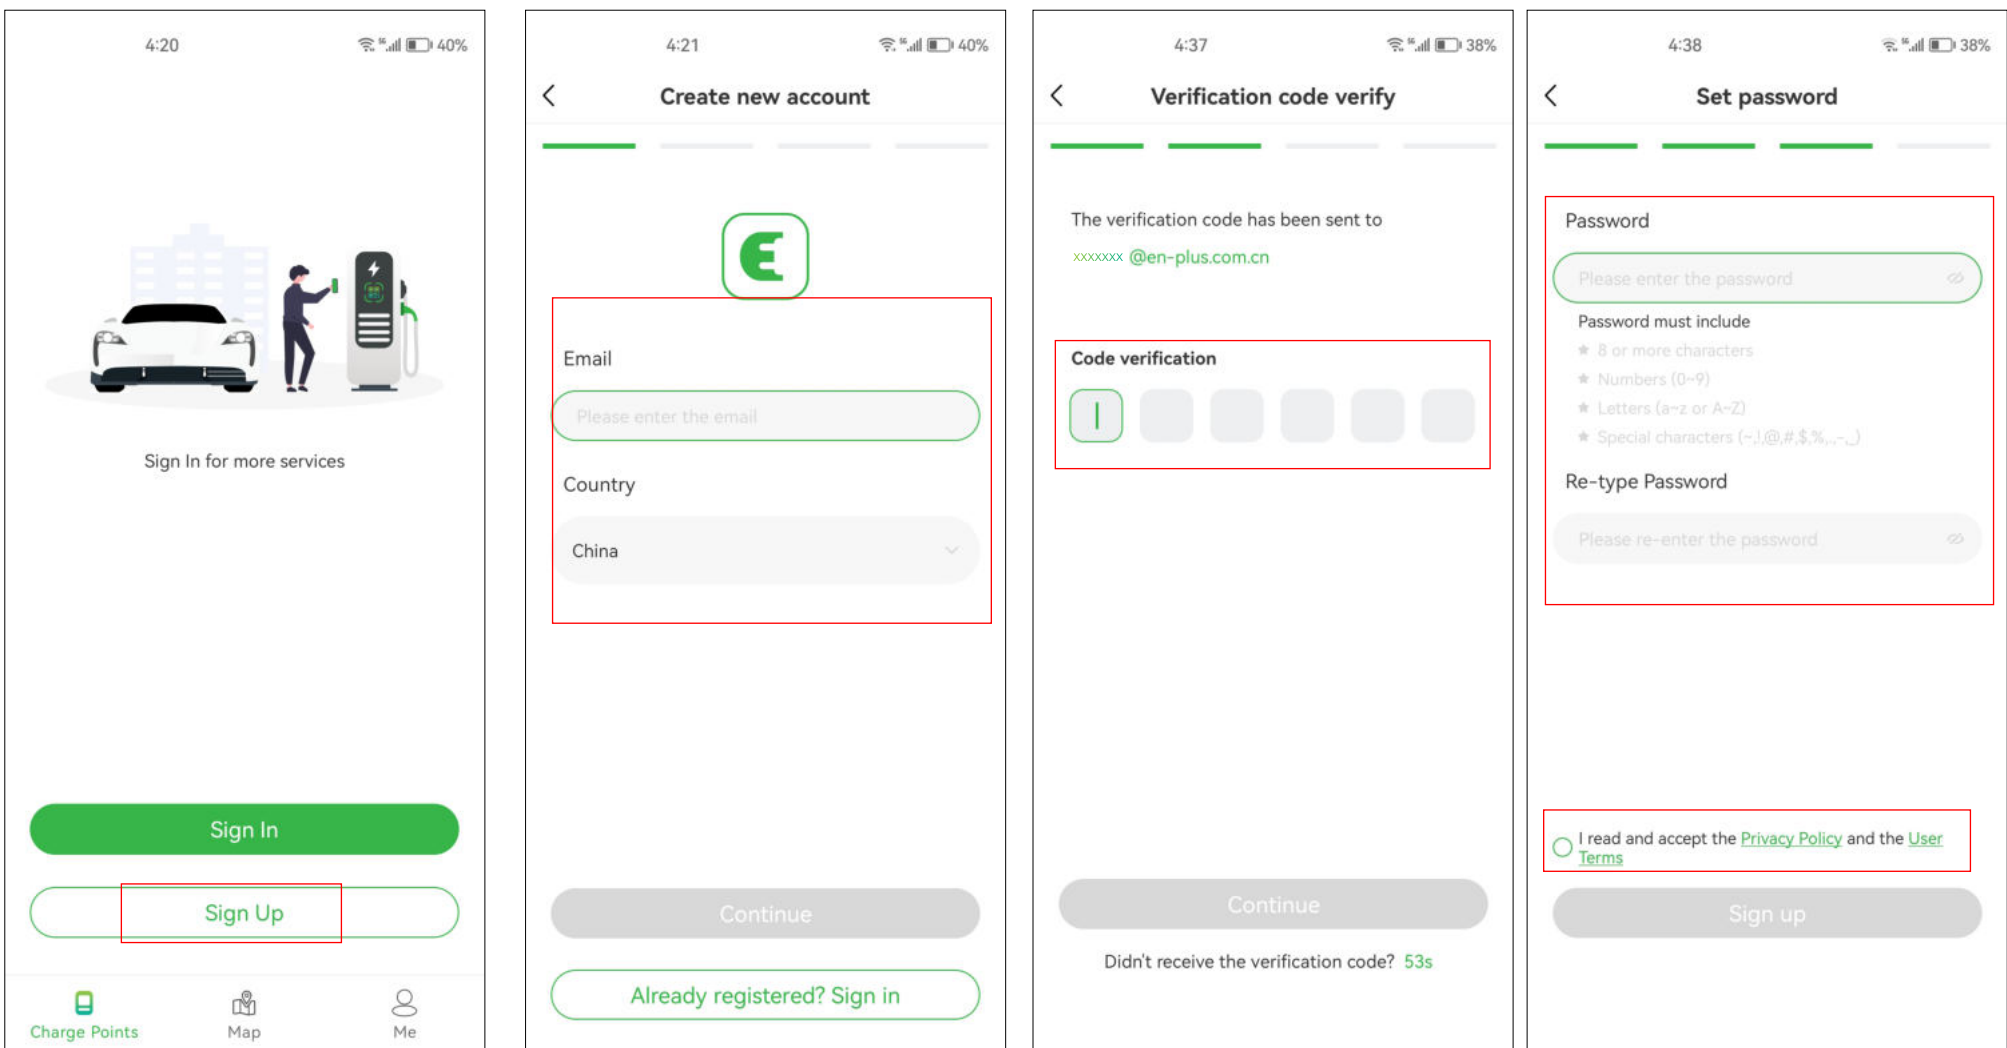 4:20
40%
Sign In for more services
Sign In
Sign Up
Charge Points
Map
Me
4:21
40%
Create new account
Email
Please enter the email
Country
China
Continue
Already registered? Sign in
4:37
38%
Verification code verify
The verification code has been sent to
xxxxxxx @en-plus.com.cn
Code verification
Continue
Didn't receive the verification code? 53s
4:38
38%
Set password
Password
Please enter the password
Password must include
★ 8 or more characters
★ Numbers (0~9)
★ Letters (a~z or A~Z)
★ Special characters (~,!,@,#,$,%,.,-,_)
Re-type Password
Please re-enter the password
I read and accept the Privacy Policy and the User
Terms
Sign up